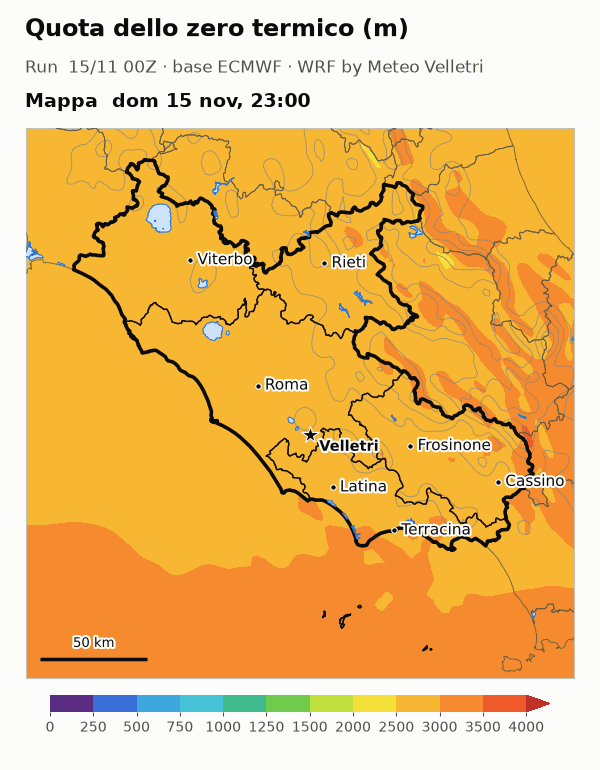 Quota dello zero termico (m)
Run  15/11 00Z · base ECMWF · WRF by Meteo Velletri
Mappa  dom 15 nov, 23:00
Viterbo
Rieti
Roma
Velletri
Frosinone
Latina
Cassino
Terracina
50 km
0 250 500 750 1000 1250 1500 2000 2500 3000 3500 4000